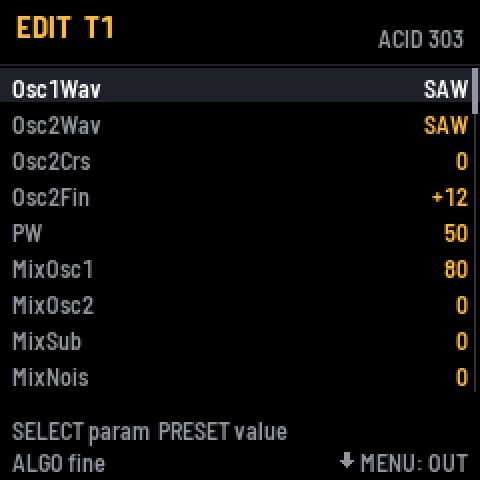 EDIT T1
ACID 303
Osc1Wav SAW
Osc2Wav SAW
Osc2Crs 0
Osc2Fin +12
PW 50
MixOsc1 80
MixOsc2 0
MixSub 0
MixNois 0
SELECT param PRESET value
ALGO fine MENU: OUT